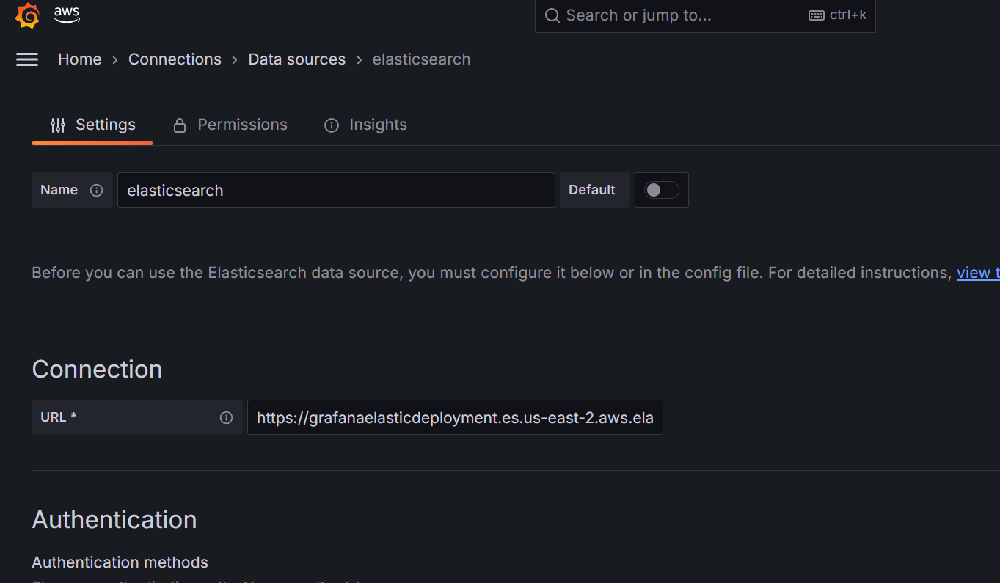 aws
Search or jump to...
ctrl+k
Home › Connections › Data sources › elasticsearch
Settings
Permissions
Insights
Name
elasticsearch
Default
Before you can use the Elasticsearch data source, you must configure it below or in the config file. For detailed instructions, view t
Connection
URL *
https://grafanaelasticdeployment.es.us-east-2.aws.ela
Authentication
Authentication methods